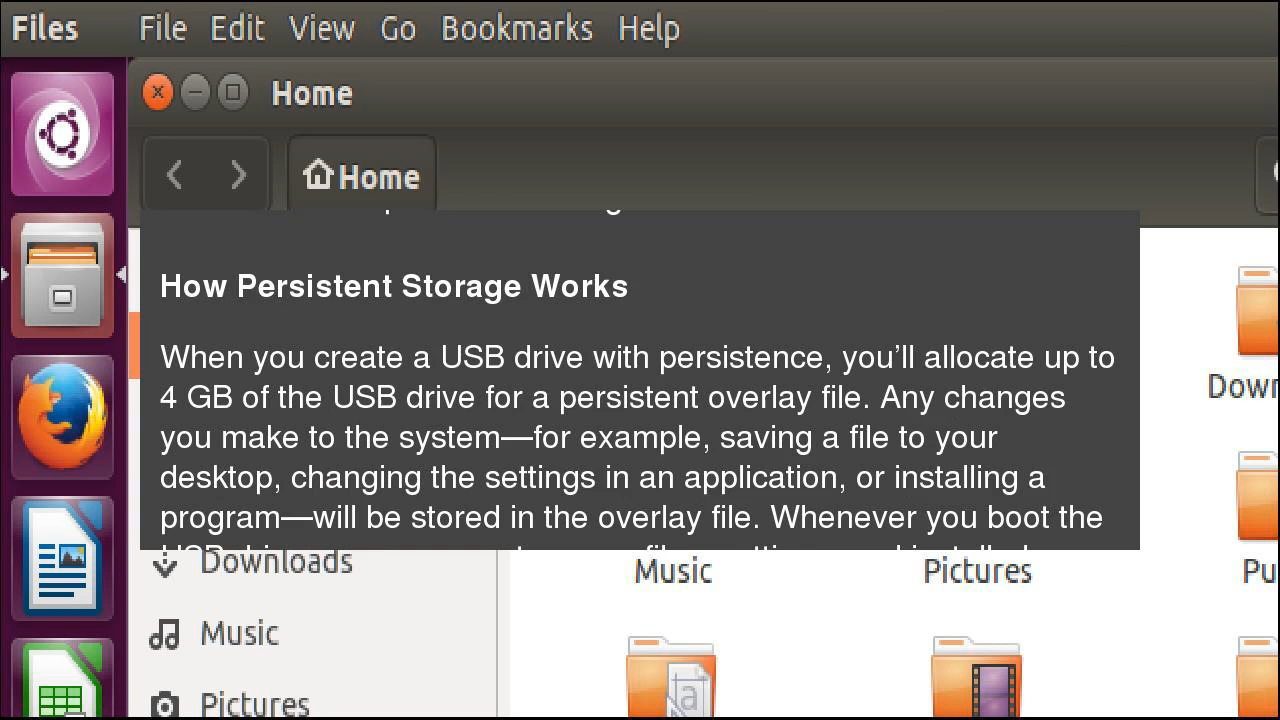 Files File Edit View Go Bookmarks Help
Home
Home
How Persistent Storage Works
When you create a USB drive with persistence, you’ll allocate up to
4 GB of the USB drive for a persistent overlay file. Any changes
you make to the system—for example, saving a file to your
desktop, changing the settings in an application, or installing a
program—will be stored in the overlay file. Whenever you boot the
Downloads
Music Pictures
Music
Pictures